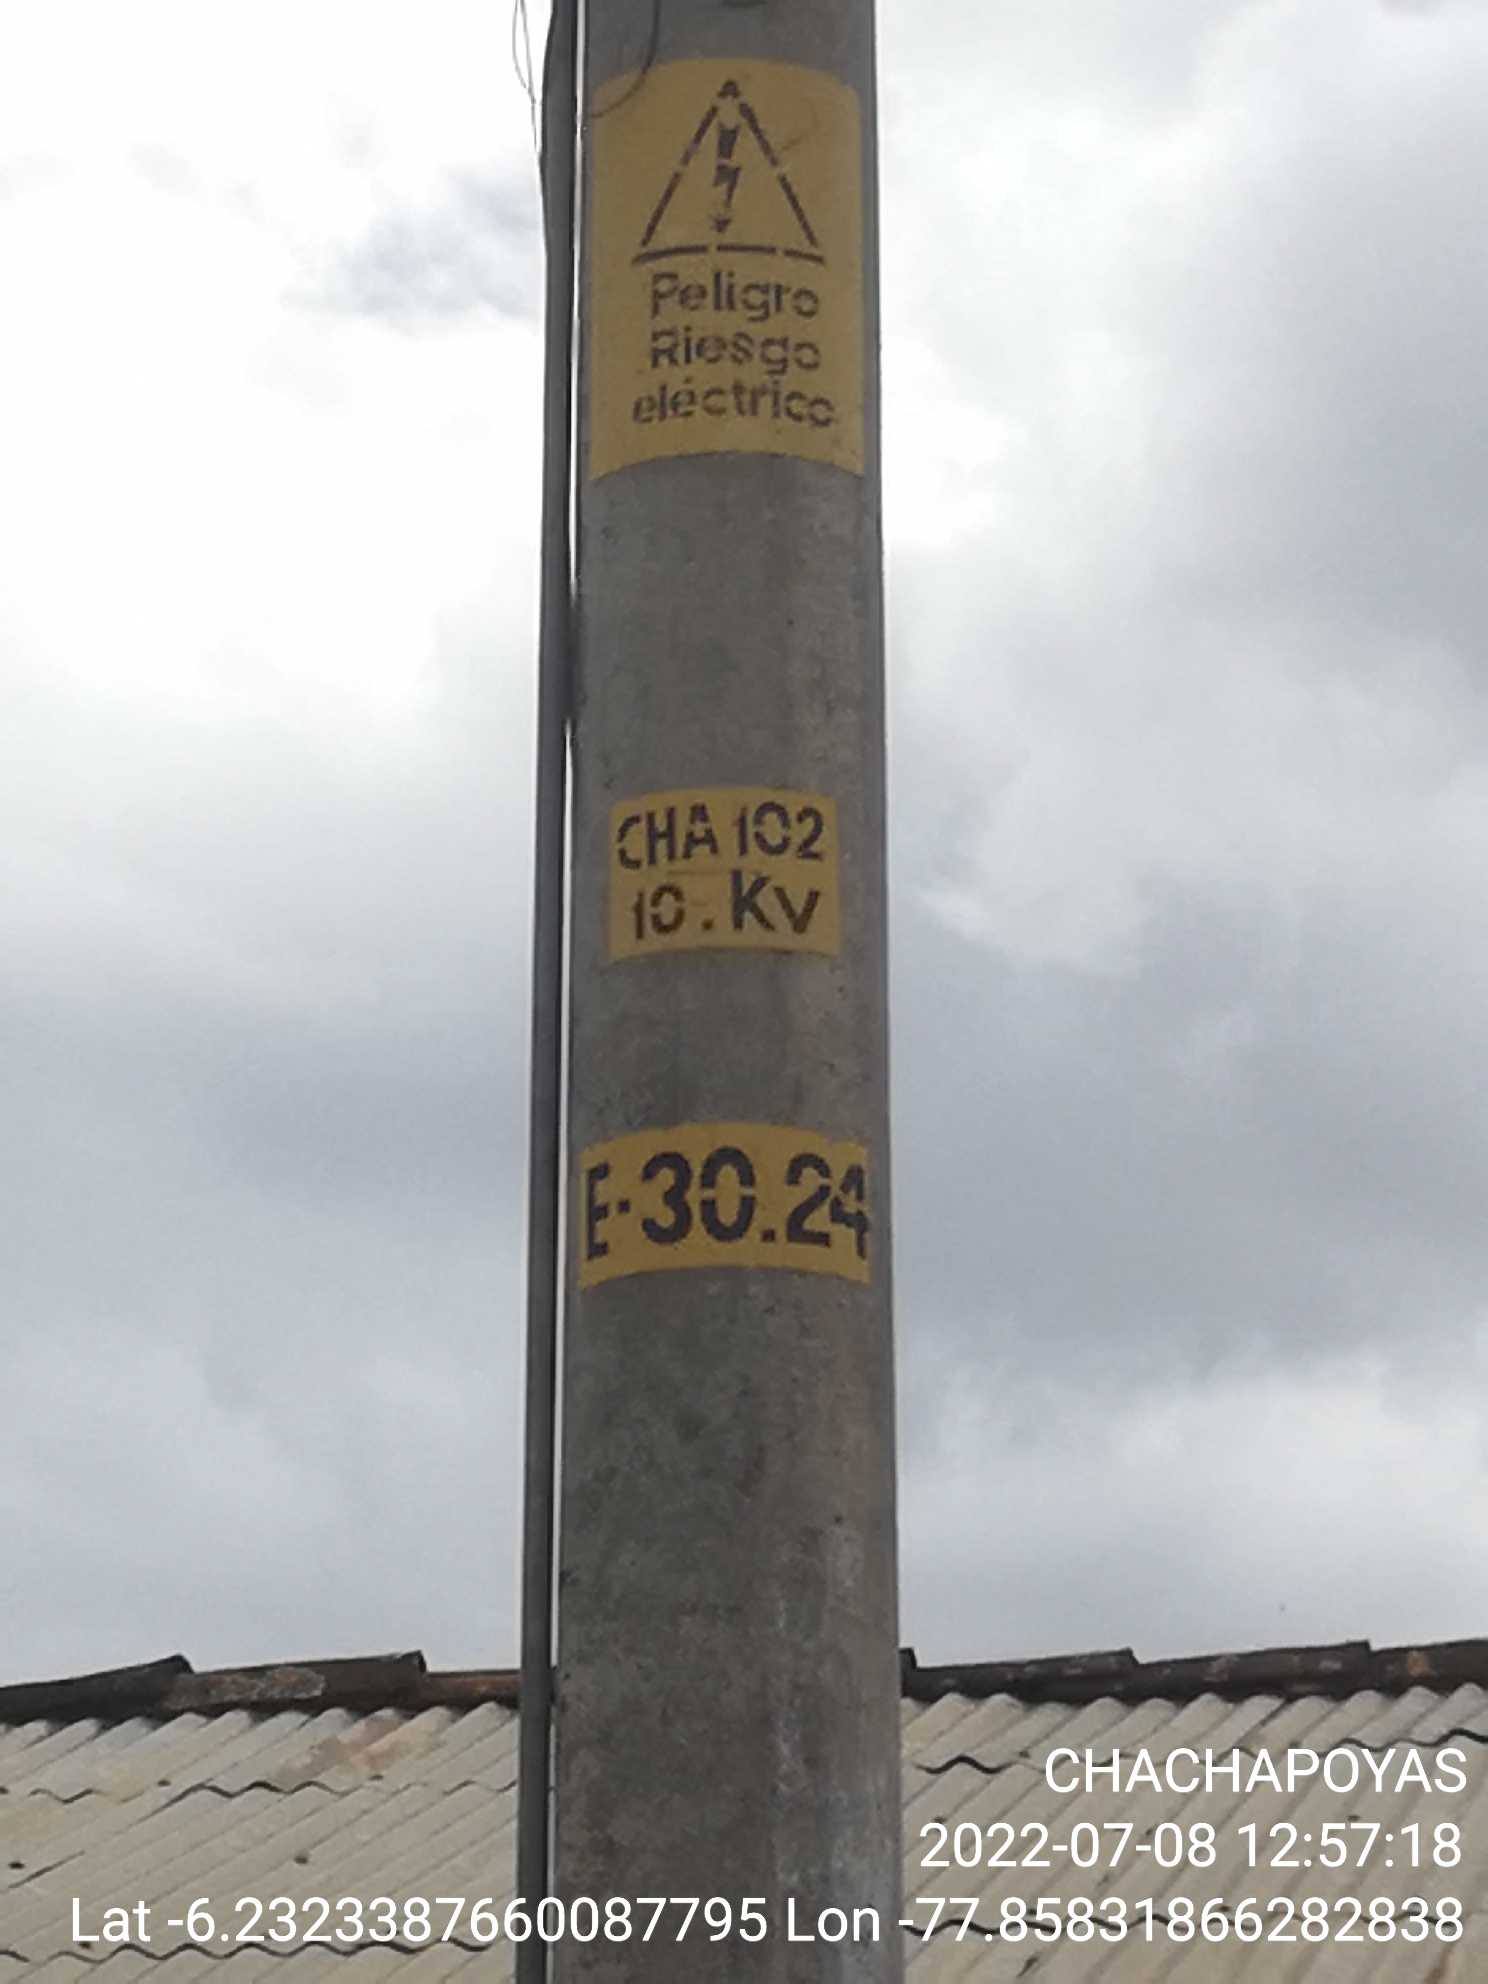 Peligro
Riesgo
eléctrico
CHA 102
10.Kv
E-30.24
CHACHAPOYAS
2022-07-08 12:57:18
Lat -6.2323387660087795 Lon -77.85831866282838